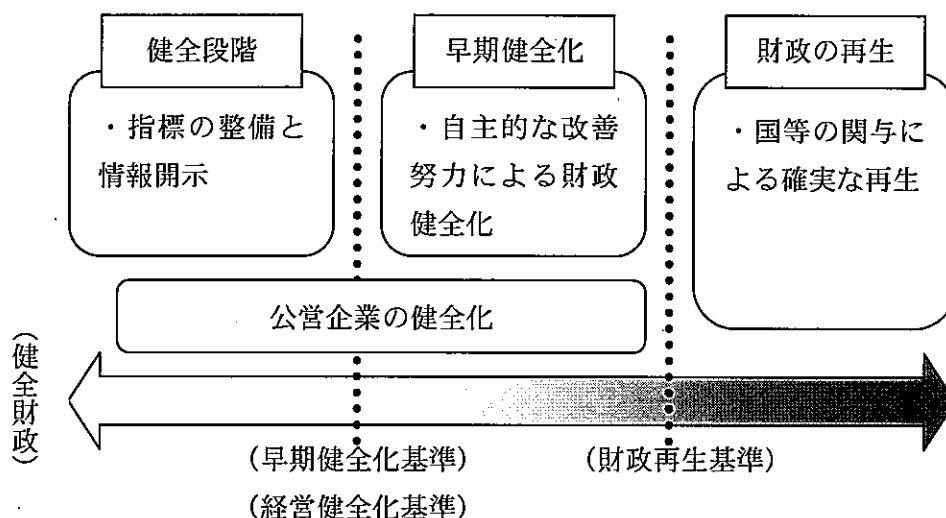 健全段階
・指標の整備と
情報開示
早期健全化
・自主的な改善
努力による財政
健全化
財政の再生
・国等の関与に
よる確実な再生
公営企業の健全化
(健全財政)
(早期健全化基準)
(経営健全化基準)
(財政再生基準)